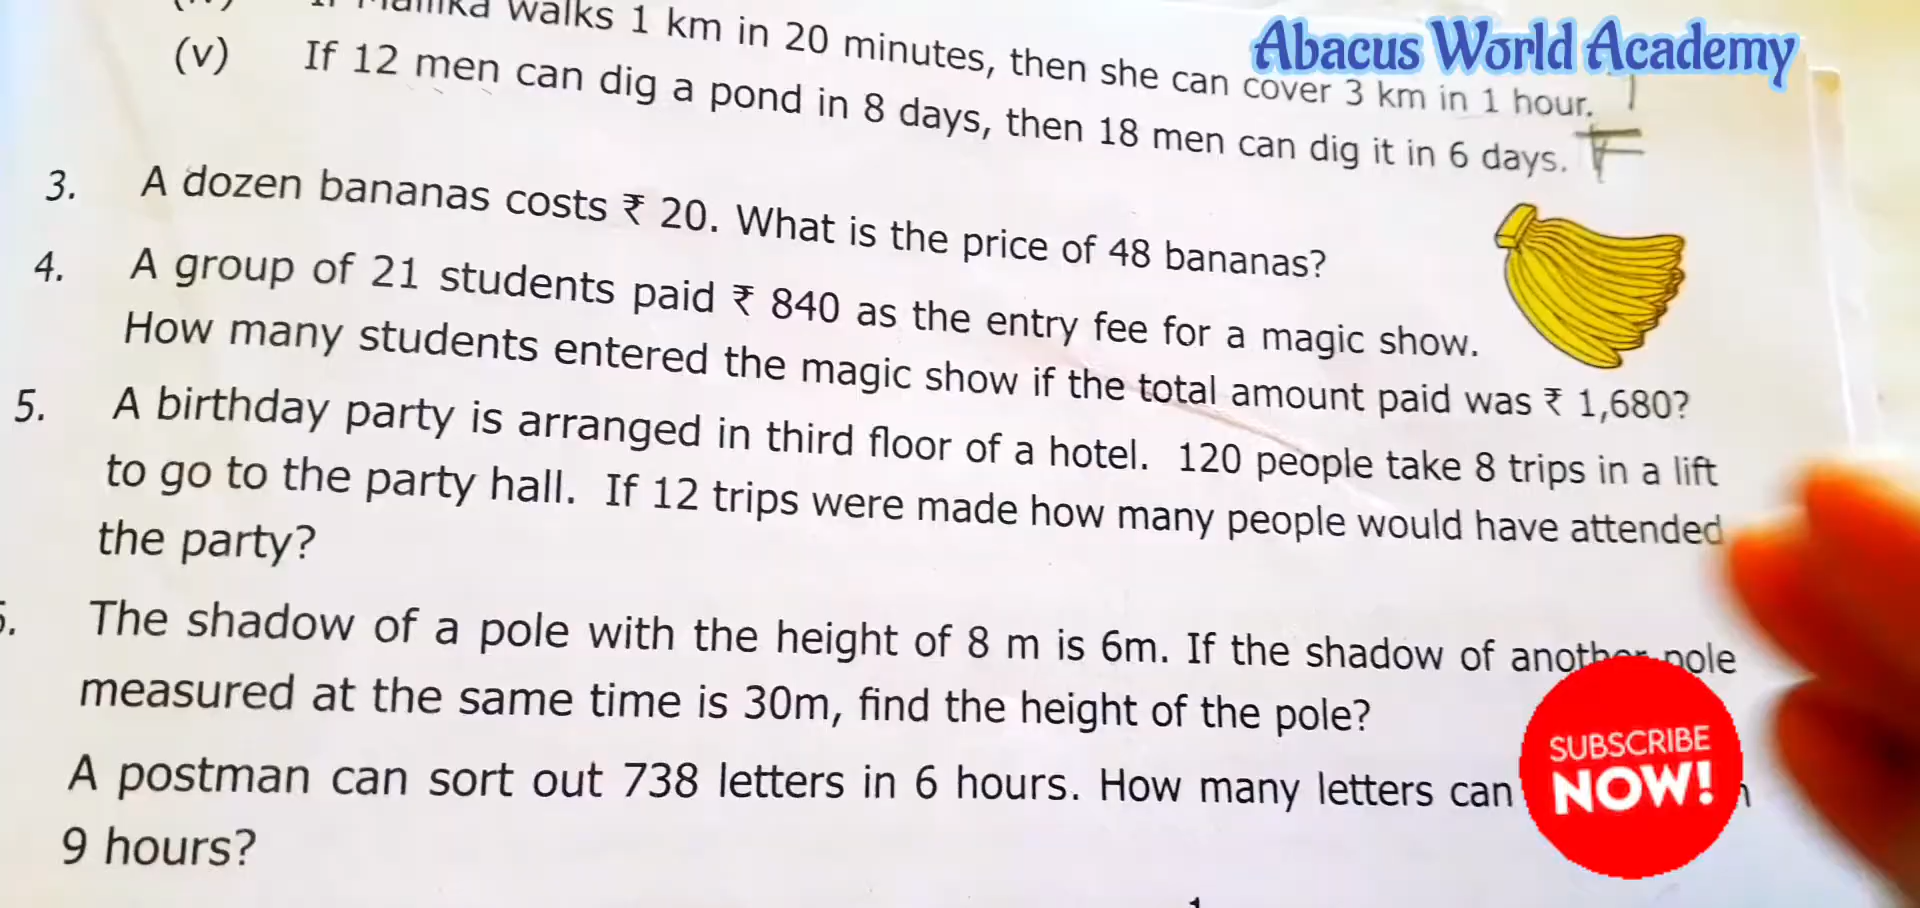 walks 1 km in 20 minutes, then she can cover 3 km in 1 hour.
Abacus World Academy
(v) If 12 men can dig a pond in 8 days, then 18 men can dig it in 6 days. F
3. A dozen bananas costs ₹ 20. What is the price of 48 bananas?
4. A group of 21 students paid ₹ 840 as the entry fee for a magic show.
How many students entered the magic show if the total amount paid was ₹ 1,680?
5. A birthday party is arranged in third floor of a hotel. 120 people take 8 trips in a lift
to go to the party hall. If 12 trips were made how many people would have attended
the party?
The shadow of a pole with the height of 8 m is 6m. If the shadow of another pole
measured at the same time is 30m, find the height of the pole?
A postman can sort out 738 letters in 6 hours. How many letters can
9 hours?
SUBSCRIBE
NOW!